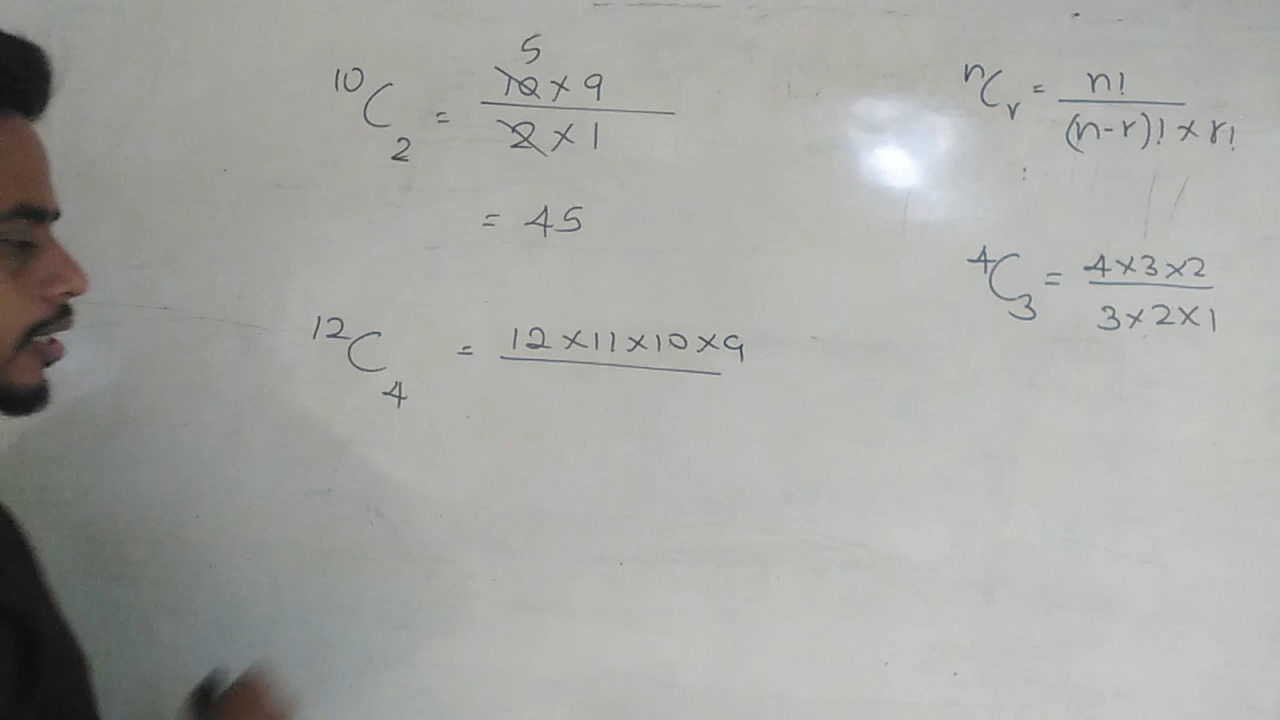 5
¹⁰C₂ = 10 × 9 / 2 × 1
= 45
¹²C₄ = 12 × 11 × 10 × 9
ⁿCᵣ = n! / (n-r)! × r!
⁴C₃ = 4 × 3 × 2 / 3 × 2 × 1